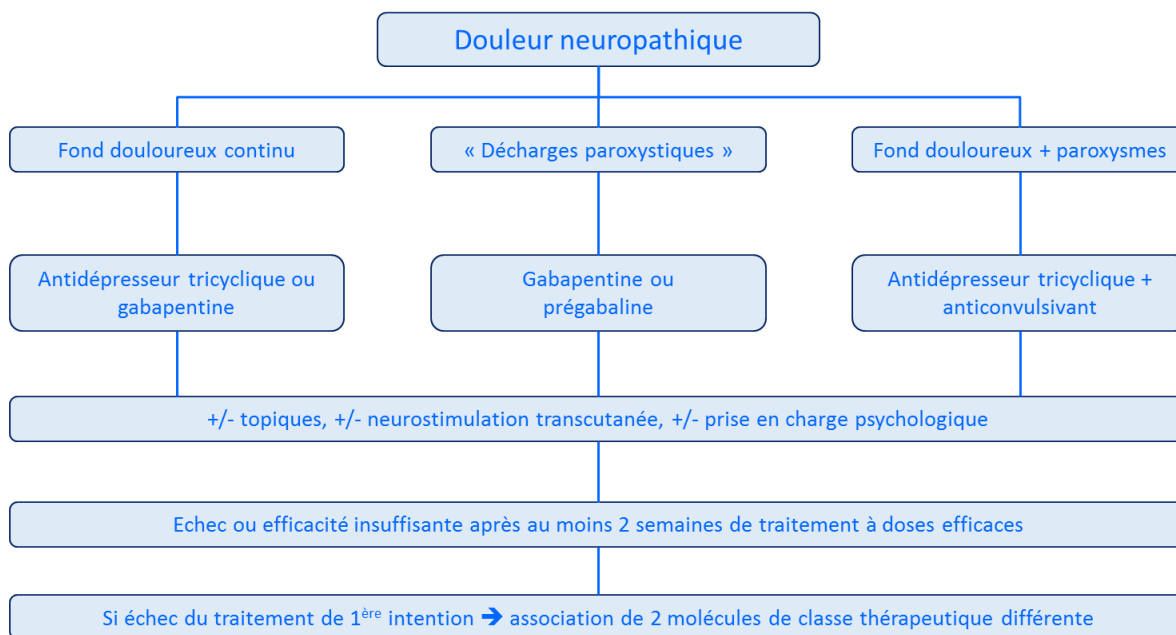 Douleur neuropathique
Fond douloureux continu
« Décharges paroxystiques »
Fond douloureux + paroxysmes
Antidépresseur tricyclique ou
gabapentine
Gabapentine ou
prégabaline
Antidépresseur tricyclique +
anticonvulsivant
+/- topiques, +/- neurostimulation transcutanée, +/- prise en charge psychologique
Echec ou efficacité insuffisante après au moins 2 semaines de traitement à doses efficaces
Si échec du traitement de 1ère intention ➔ association de 2 molécules de classe thérapeutique différente